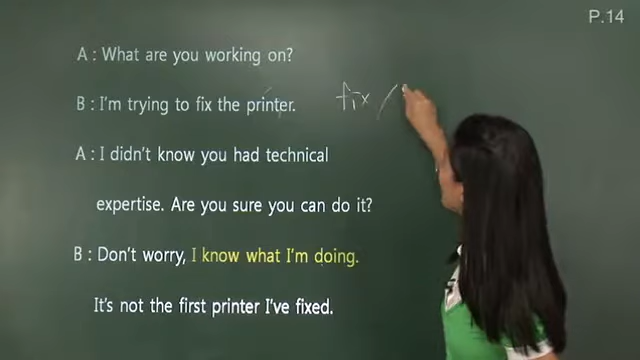 P.14
A : What are you working on?
B : I'm trying to fix the printer. fix /
A : I didn't know you had technical
expertise. Are you sure you can do it?
B : Don't worry, I know what I'm doing.
It's not the first printer I've fixed.